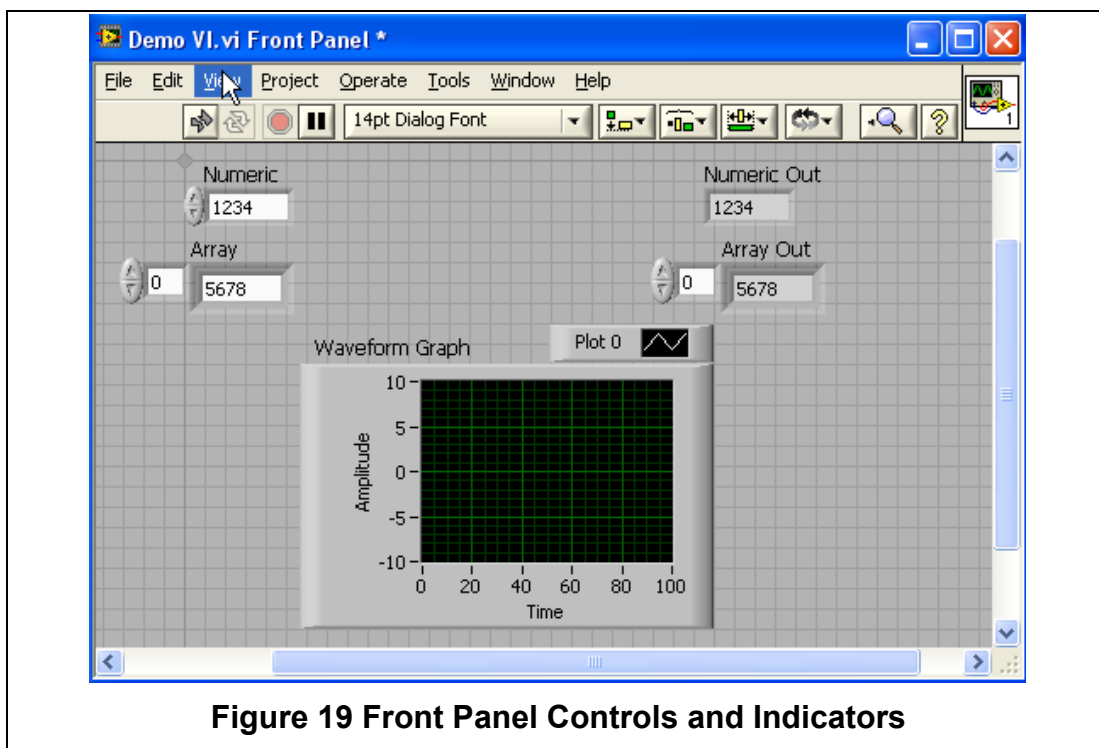 Demo VI.vi Front Panel *
File Edit View Project Operate Tools Window Help
14pt Dialog Font
?
1
Numeric
1234
Numeric Out
1234
Array
0
5678
Array Out
0
5678
Waveform Graph
Plot 0
10
5
0
-5
-10
Amplitude
0 20 40 60 80 100
Time
Figure 19 Front Panel Controls and Indicators